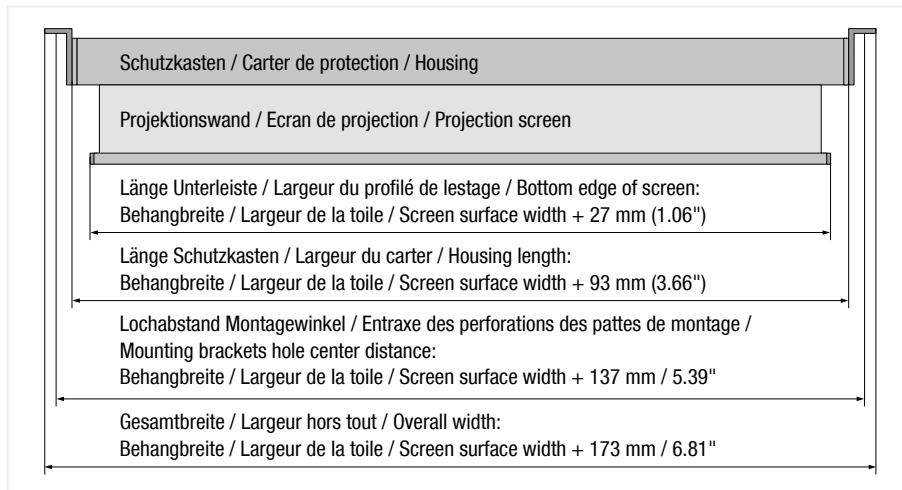 Schutzkasten / Carter de protection / Housing
Projektionswand / Ecran de projection / Projection screen
Länge Unterleiste / Largeur du profilé de lestage / Bottom edge of screen:
Behangbreite / Largeur de la toile / Screen surface width + 27 mm (1.06")
Länge Schutzkasten / Largeur du carter / Housing length:
Behangbreite / Largeur de la toile / Screen surface width + 93 mm (3.66")
Lochabstand Montagewinkel / Entraxe des perforations des pattes de montage /
Mounting brackets hole center distance:
Behangbreite / Largeur de la toile / Screen surface width + 137 mm / 5.39"
Gesamtbreite / Largeur hors tout / Overall width:
Behangbreite / Largeur de la toile / Screen surface width + 173 mm / 6.81"